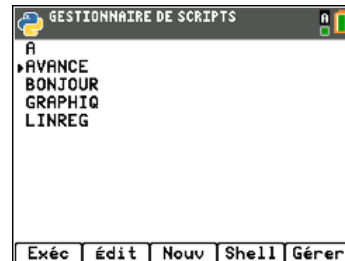 GESTIONNAIRE DE SCRIPTS A
A
▸AVANCE
BONJOUR
GRAPHIQ
LINREG
Exéc Édit Nouv Shell Gérer